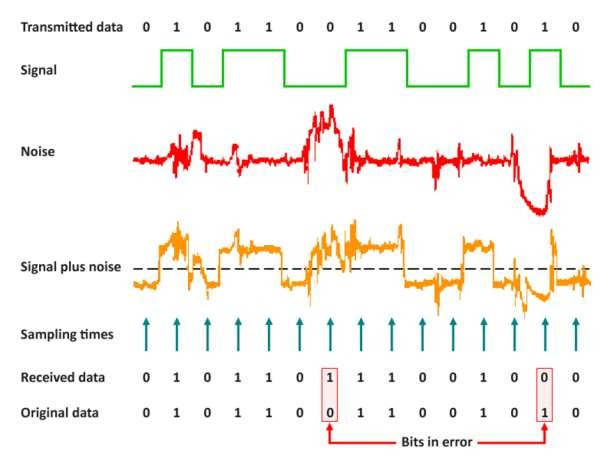 Transmitted data 0 1 0 1 1 0 0 1 1 0 0 1 0 1 0
Signal
Noise
Signal plus noise
Sampling times
Received data 0 1 0 1 1 0 1 1 1 0 0 1 0 0 0
Original data 0 1 0 1 1 0 0 1 1 0 0 1 0 1 0
Bits in error